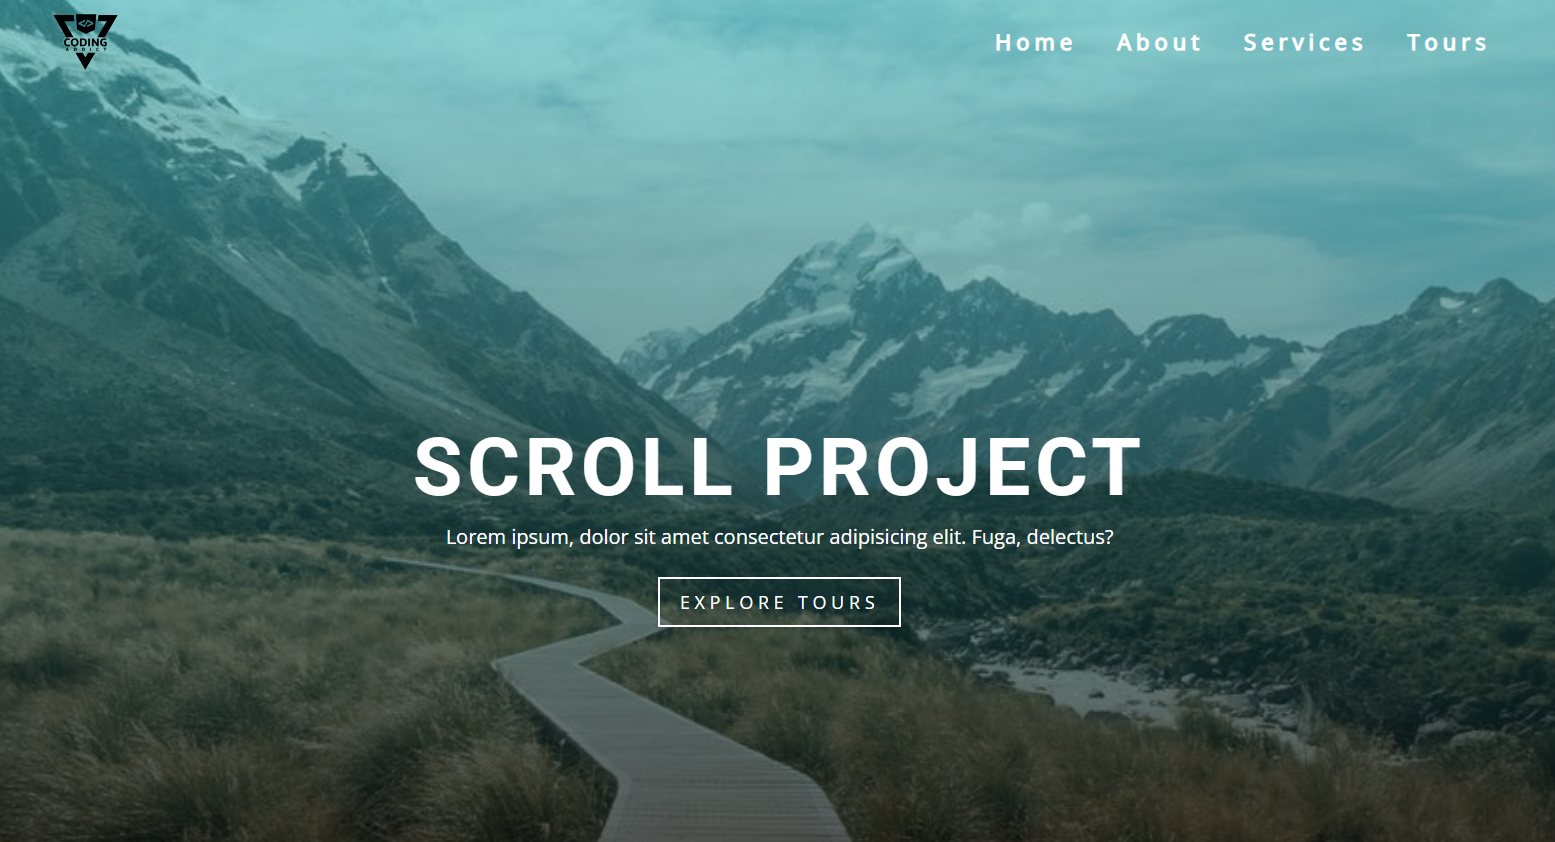 </>
CODING
ADDICT
Home About Services Tours
SCROLL PROJECT
Lorem ipsum, dolor sit amet consectetur adipisicing elit. Fuga, delectus?
EXPLORE TOURS